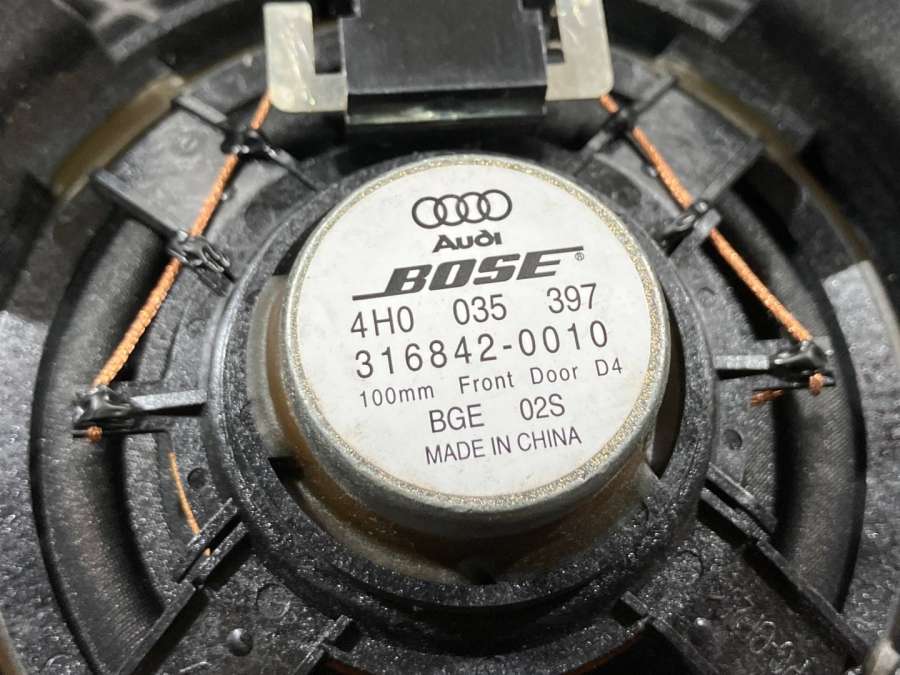 Audi
BOSE®
4H0 035 397
316842-0010
100mm Front Door D4
BGE 02S
MADE IN CHINA